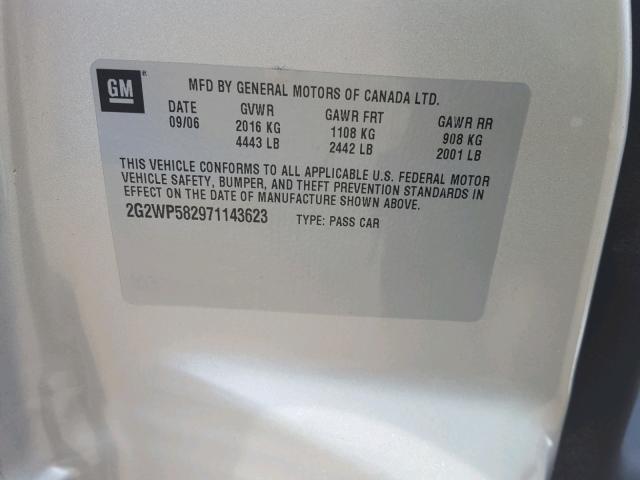 GM ®
MFD BY GENERAL MOTORS OF CANADA LTD.
DATE GVWR GAWR FRT GAWR RR
09/06 2016 KG 1108 KG 908 KG
4443 LB 2442 LB 2001 LB
THIS VEHICLE CONFORMS TO ALL APPLICABLE U.S. FEDERAL MOTOR
VEHICLE SAFETY, BUMPER, AND THEFT PREVENTION STANDARDS IN
EFFECT ON THE DATE OF MANUFACTURE SHOWN ABOVE.
2G2WP582971143623 TYPE: PASS CAR